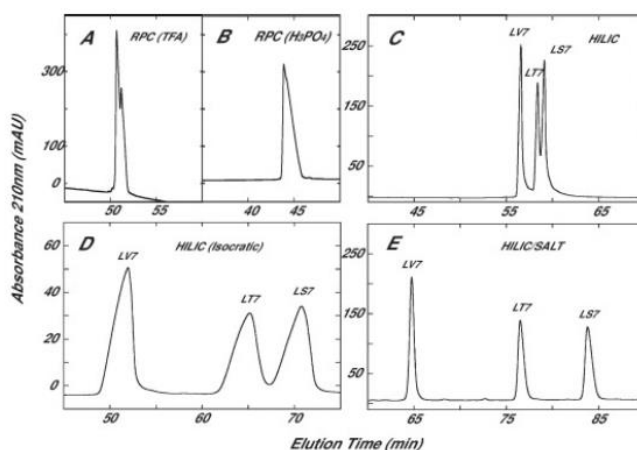 A RPC (TFA)
B RPC (H₃PO₄)
C HILIC
LV7
LT7
LS7
300
200
100
0
50 55
40 45
250
150
50
45 55 65
D HILIC (Isocratic)
LV7
LT7
LS7
60
40
20
0
50 60 70
E HILIC/SALT
LV7
LT7
LS7
250
150
50
65 75 85
Absorbance 210nm (mAU)
Elution Time (min)